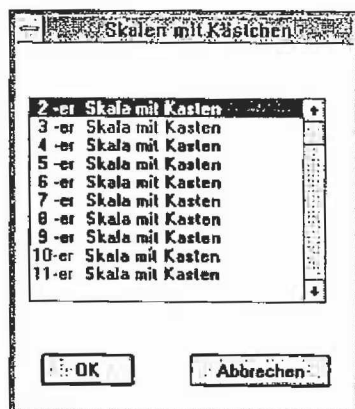 Skalen mit Kästchen
2 -er Skala mit Kasten
3 -er Skala mit Kasten
4 -er Skala mit Kasten
5 -er Skala mit Kasten
6 -er Skala mit Kasten
7 -er Skala mit Kasten
8 -er Skala mit Kasten
9 -er Skala mit Kasten
10-er Skala mit Kasten
11-er Skala mit Kasten
OK
Abbrechen